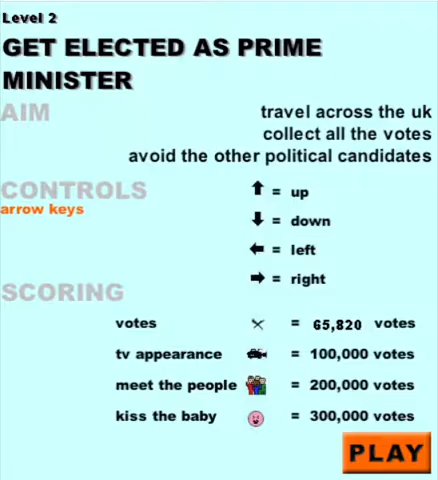 Level 2
GET ELECTED AS PRIME
MINISTER
AIM
travel across the uk
collect all the votes
avoid the other political candidates
CONTROLS
arrow keys
= up
= down
= left
= right
SCORING
votes = 65,820 votes
tv appearance = 100,000 votes
meet the people = 200,000 votes
kiss the baby = 300,000 votes
PLAY